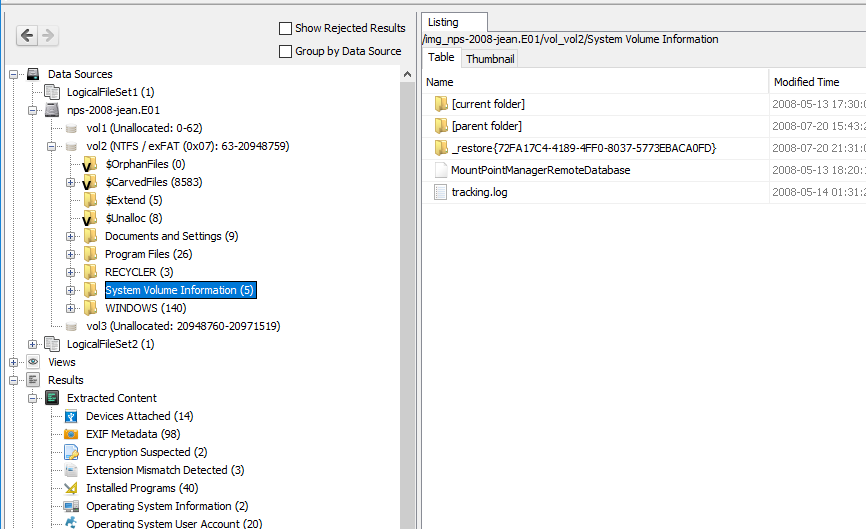 Show Rejected Results
Group by Data Source
Data Sources
LogicalFileSet1 (1)
nps-2008-jean.E01
vol1 (Unallocated: 0-62)
vol2 (NTFS / exFAT (0x07): 63-20948759)
$OrphanFiles (0)
$CarvedFiles (8583)
$Extend (5)
$Unalloc (8)
Documents and Settings (9)
Program Files (26)
RECYCLER (3)
System Volume Information (5)
WINDOWS (140)
vol3 (Unallocated: 20948760-20971519)
LogicalFileSet2 (1)
Views
Results
Extracted Content
Devices Attached (14)
EXIF Metadata (98)
Encryption Suspected (2)
Extension Mismatch Detected (3)
Installed Programs (40)
Operating System Information (2)
Operating System User Account (20)
Listing
/img_nps-2008-jean.E01/vol_vol2/System Volume Information
Table Thumbnail
Name Modified Time
[current folder] 2008-05-13 17:30:0
[parent folder] 2008-07-20 15:43:2
_restore{72FA17C4-4189-4FF0-8037-5773EBACA0FD} 2008-07-20 21:31:0
MountPointManagerRemoteDatabase 2008-05-13 18:20:1
tracking.log 2008-05-14 01:31:2